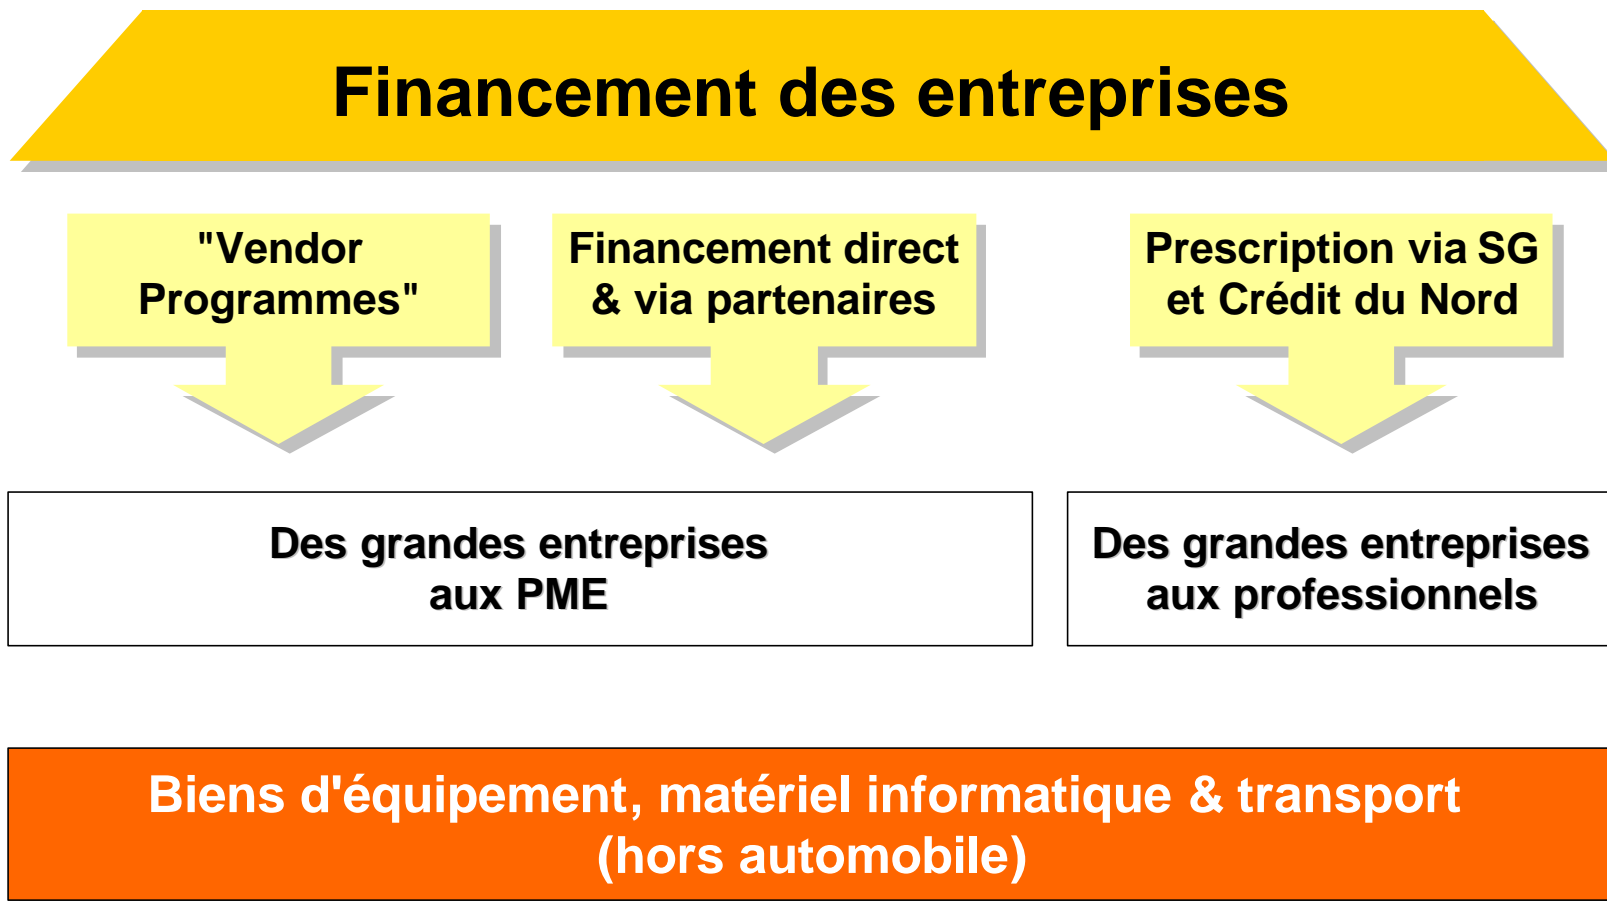 Financement des entreprises
"Vendor
Programmes"
Financement direct
& via partenaires
Prescription via SG
et Crédit du Nord
Des grandes entreprises
aux PME
Des grandes entreprises
aux professionnels
Biens d'équipement, matériel informatique & transport
(hors automobile)